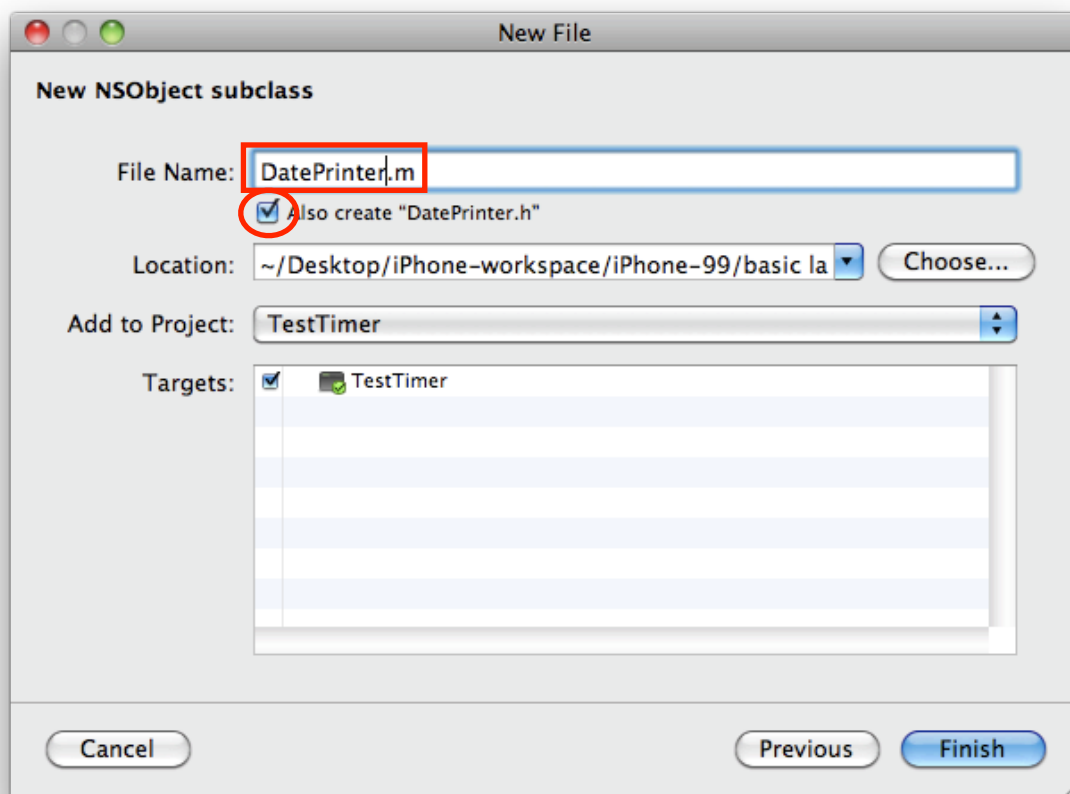 New File
New NSObject subclass
File Name: DatePrinter.m
Also create “DatePrinter.h”
Location: ~/Desktop/iPhone-workspace/iPhone-99/basic la Choose...
Add to Project: TestTimer
Targets: TestTimer
Cancel Previous Finish